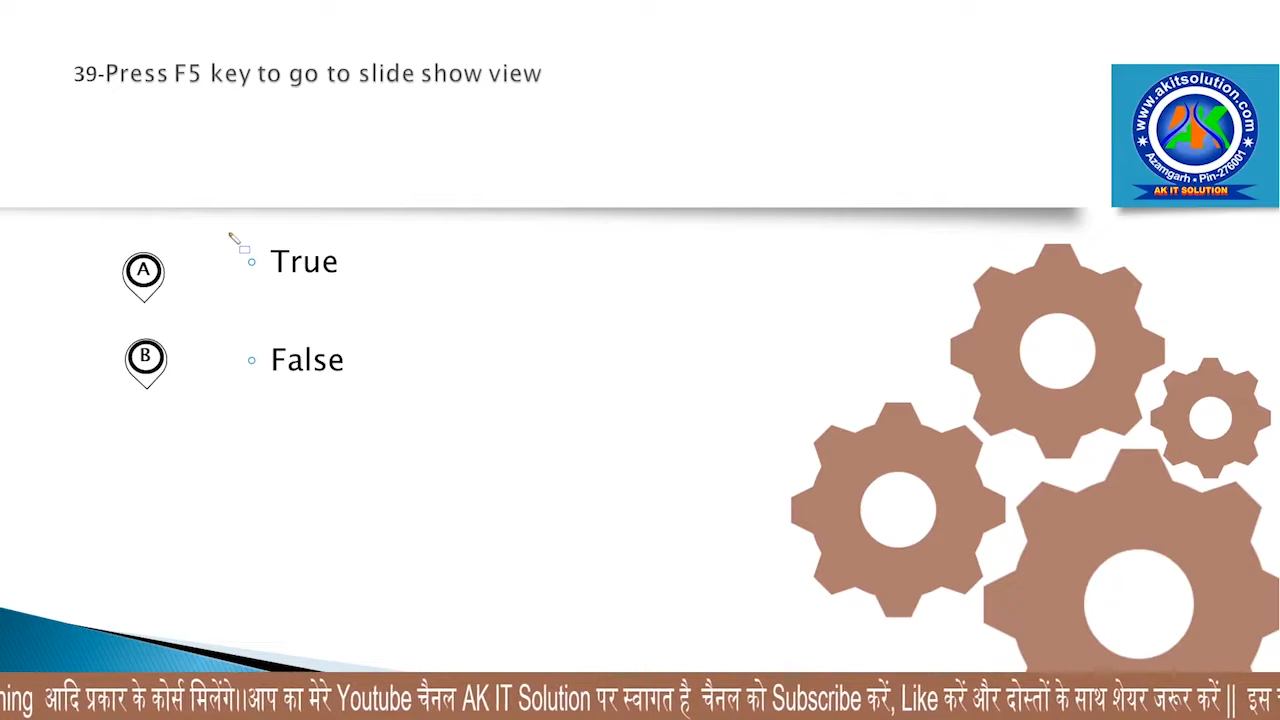 39-Press F5 key to go to slide show view
www.akitsolution.com
AK
Azamgarh • Pin-276001
AK IT SOLUTION
A
True
B
False
आदि प्रकार के कोर्स मिलेंगे।।आप का मेरे Youtube चैनल AK IT Solution पर स्वागत है चैनल को Subscribe करें, Like करें और दोस्तों के साथ शेयर जरूर करें || इस